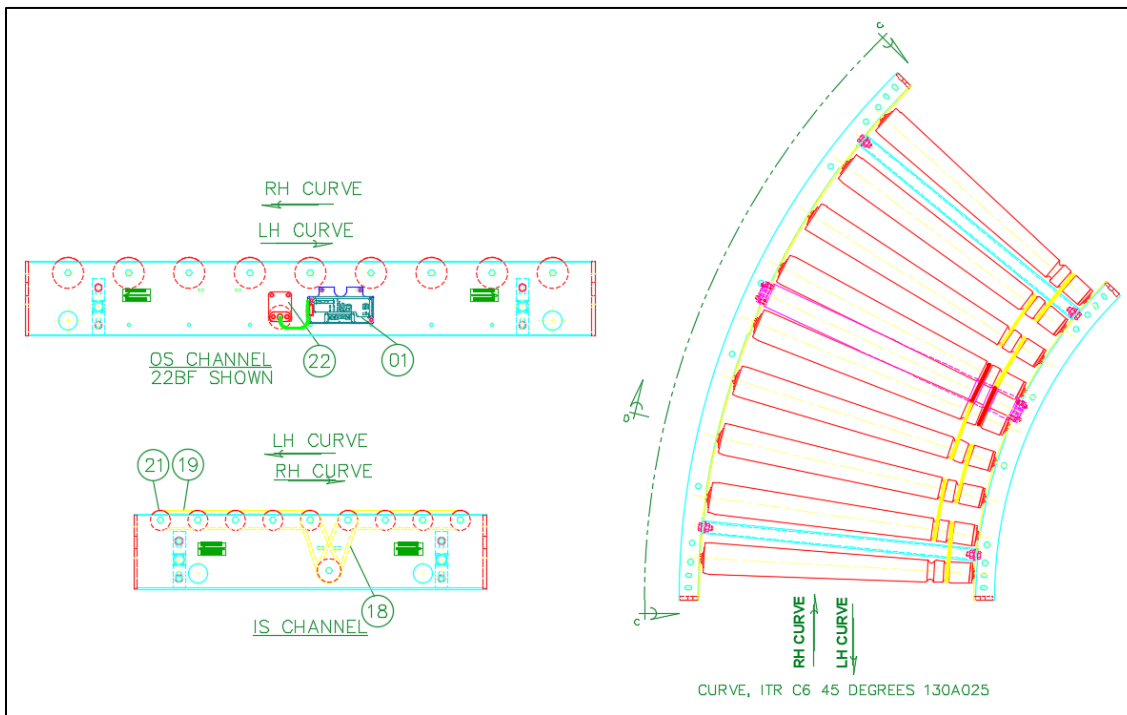 RH CURVE
LH CURVE
OS CHANNEL
22BF SHOWN
22
01
LH CURVE
RH CURVE
21
19
18
IS CHANNEL
C
D
C
RH CURVE
LH CURVE
CURVE, ITR C6 45 DEGREES 130A025